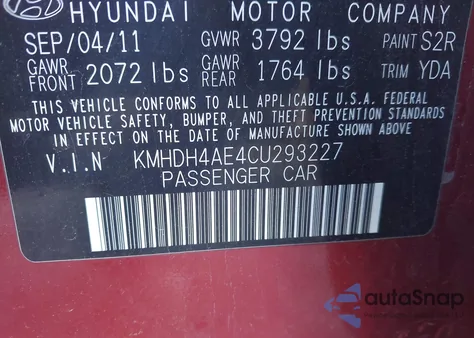 HYUNDAI MOTOR COMPANY
SEP/04/11 GVWR 3792 lbs PAINT S2R
GAWR FRONT 2072 lbs GAWR REAR 1764 lbs TRIM YDA
THIS VEHICLE CONFORMS TO ALL APPLICABLE U.S.A. FEDERAL
MOTOR VEHICLE SAFETY, BUMPER, AND THEFT PREVENTION STANDARDS
IN EFFECT ON THE DATE OF MANUFACTURE SHOWN ABOVE
V.I.N KMHDH4AE4CU293227
PASSENGER CAR
autoSnap